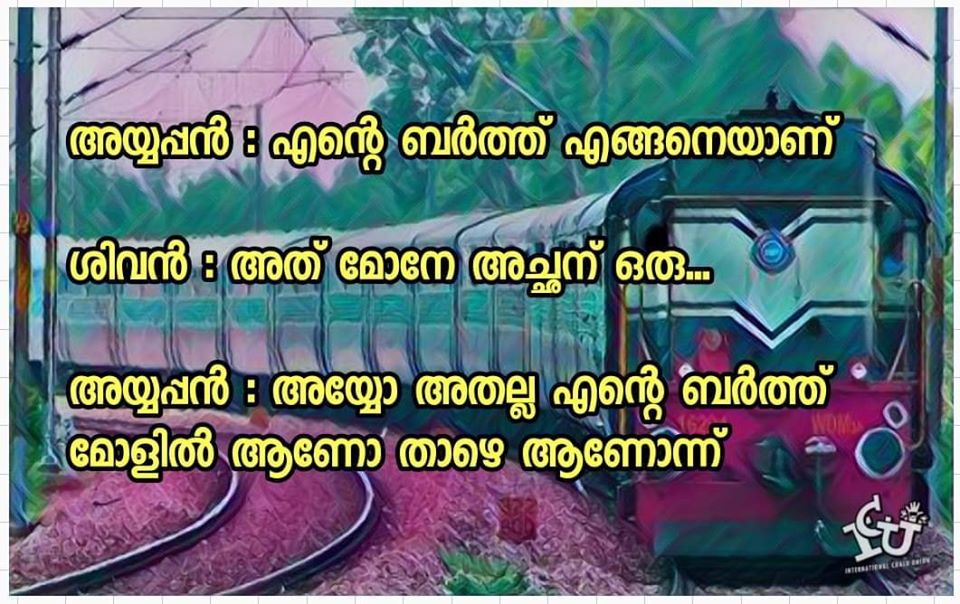 അയ്യപ്പൻ : എന്റെ ബർത്ത് എങ്ങനെയാണ്
ശിവൻ : അത് മോനേ അച്ഛന് ഒരു...
അയ്യപ്പൻ : അയ്യോ അതല്ല എന്റെ ബർത്ത്
മോളിൽ ആണോ താഴെ ആണോന്ന്
ICU
INTERNATIONAL CHALU UNION